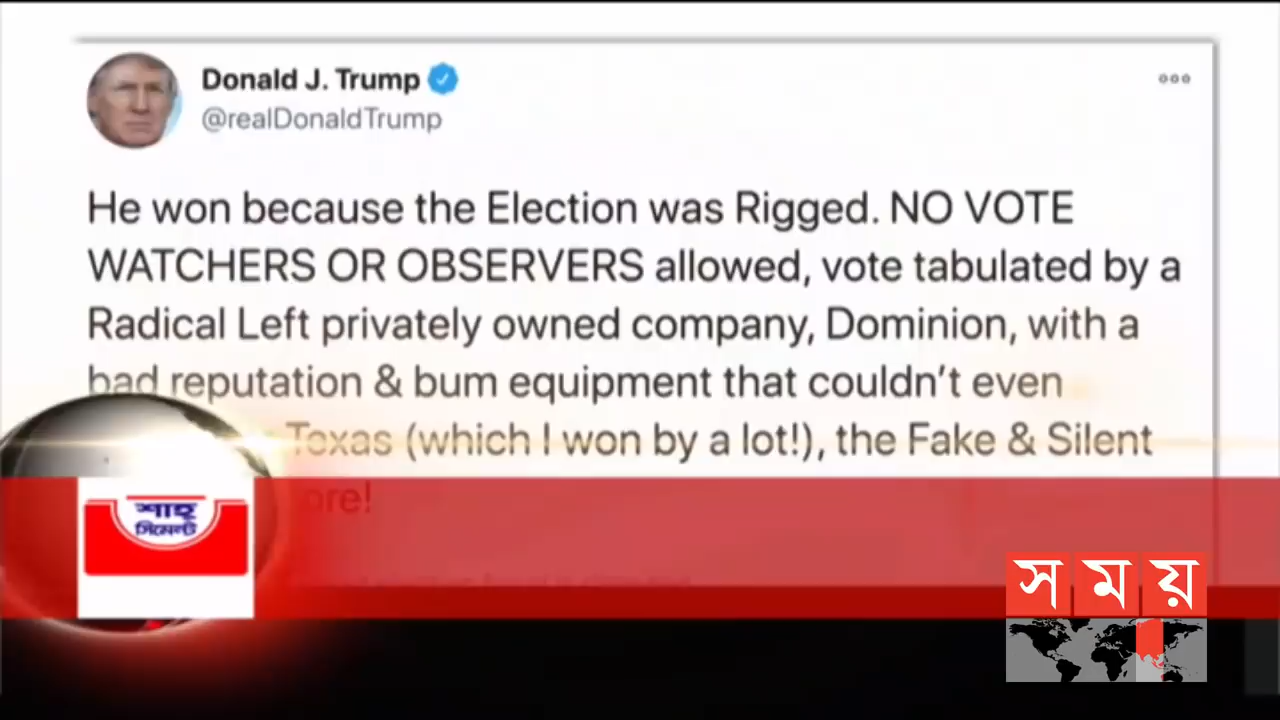 Donald J. Trump
@realDonaldTrump
He won because the Election was Rigged. NO VOTE
WATCHERS OR OBSERVERS allowed, vote tabulated by a
Radical Left privately owned company, Dominion, with a
bad reputation & bum equipment that couldn’t even
Texas (which I won by a lot!), the Fake & Silent
ore!
শাহ্
সিমেন্ট
সময়